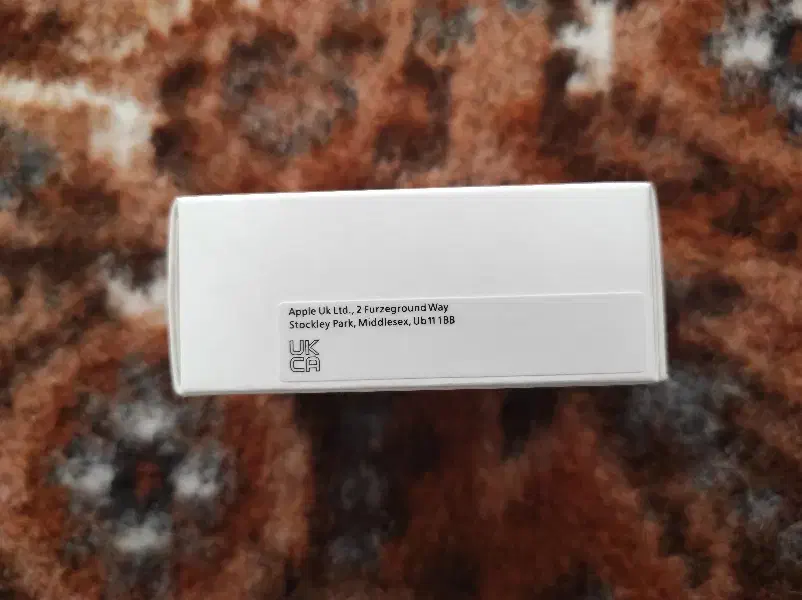 Apple Uk Ltd., 2 Furzeground Way
Stockley Park, Middlesex, Ub11 1BB
UK
CA